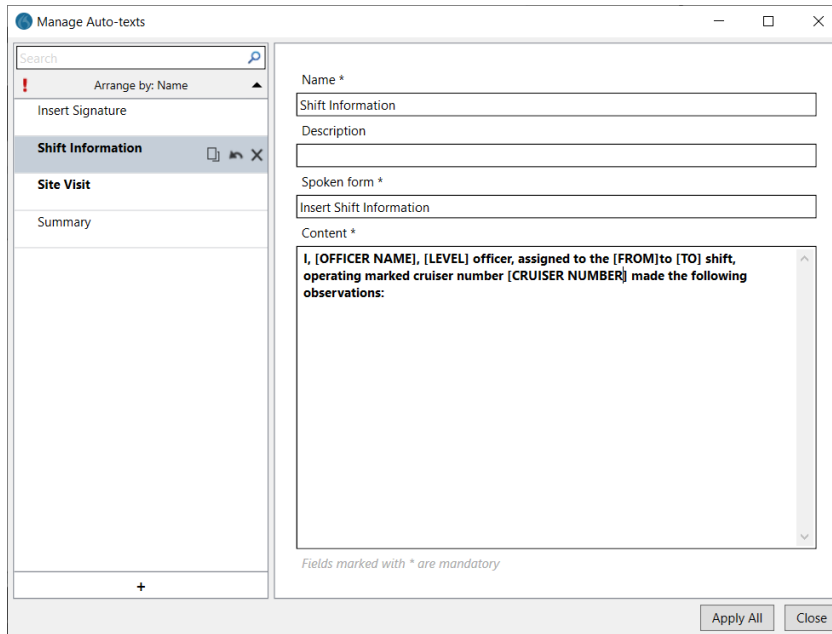 Manage Auto-texts
Search
! Arrange by: Name
Insert Signature
Shift Information
Site Visit
Summary
+
Name *
Shift Information
Description
Spoken form *
Insert Shift Information
Content *
I, [OFFICER NAME], [LEVEL] officer, assigned to the [FROM]to [TO] shift,
operating marked cruiser number [CRUISER NUMBER] made the following
observations:
Fields marked with * are mandatory
Apply All
Close